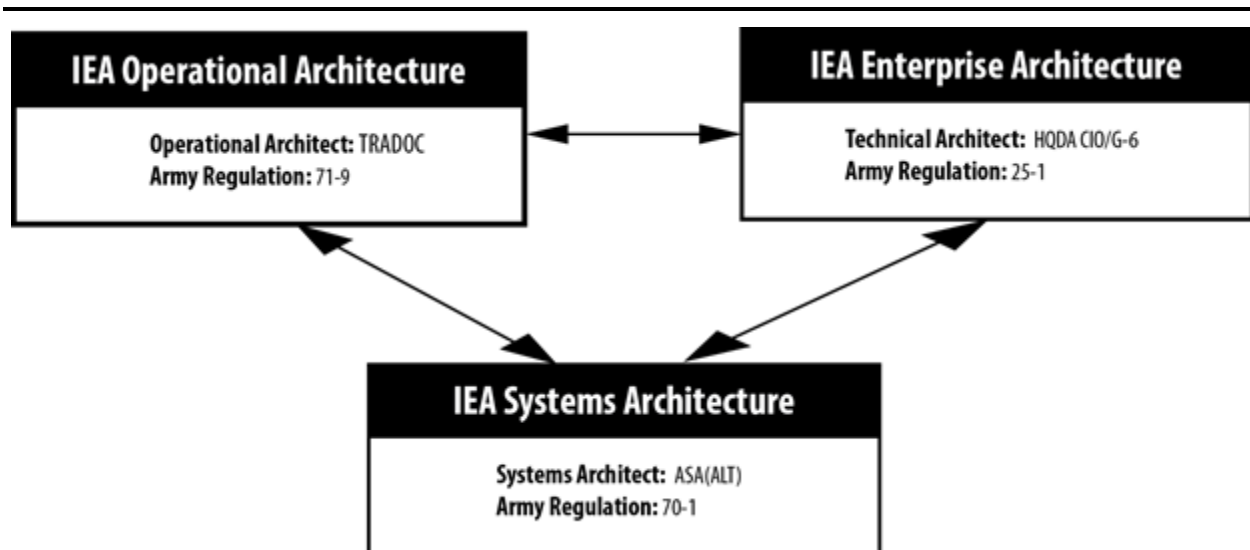 IEA Operational Architecture
Operational Architect: TRADOC
Army Regulation: 71-9
IEA Enterprise Architecture
Technical Architect: HQDA CIO/G-6
Army Regulation: 25-1
IEA Systems Architecture
Systems Architect: ASA(ALT)
Army Regulation: 70-1